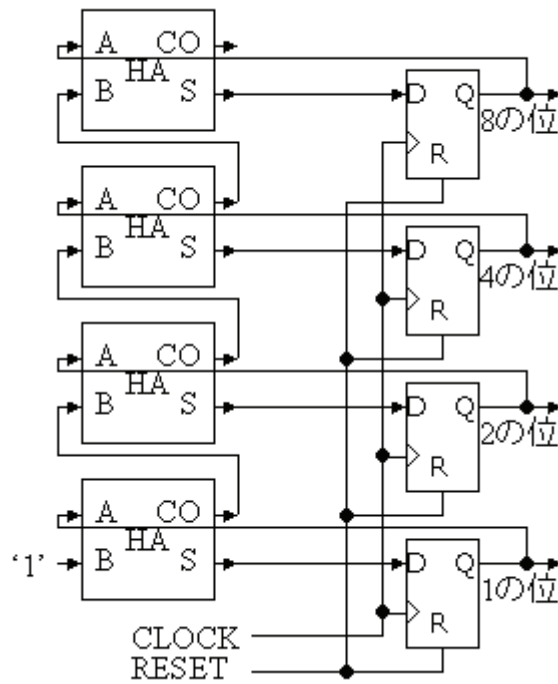 A CO
HA
B S
D Q
R
8の位
A CO
HA
B S
D Q
R
4の位
A CO
HA
B S
D Q
R
2の位
A CO
HA
‘1’ B S
D Q
R
1の位
CLOCK
RESET